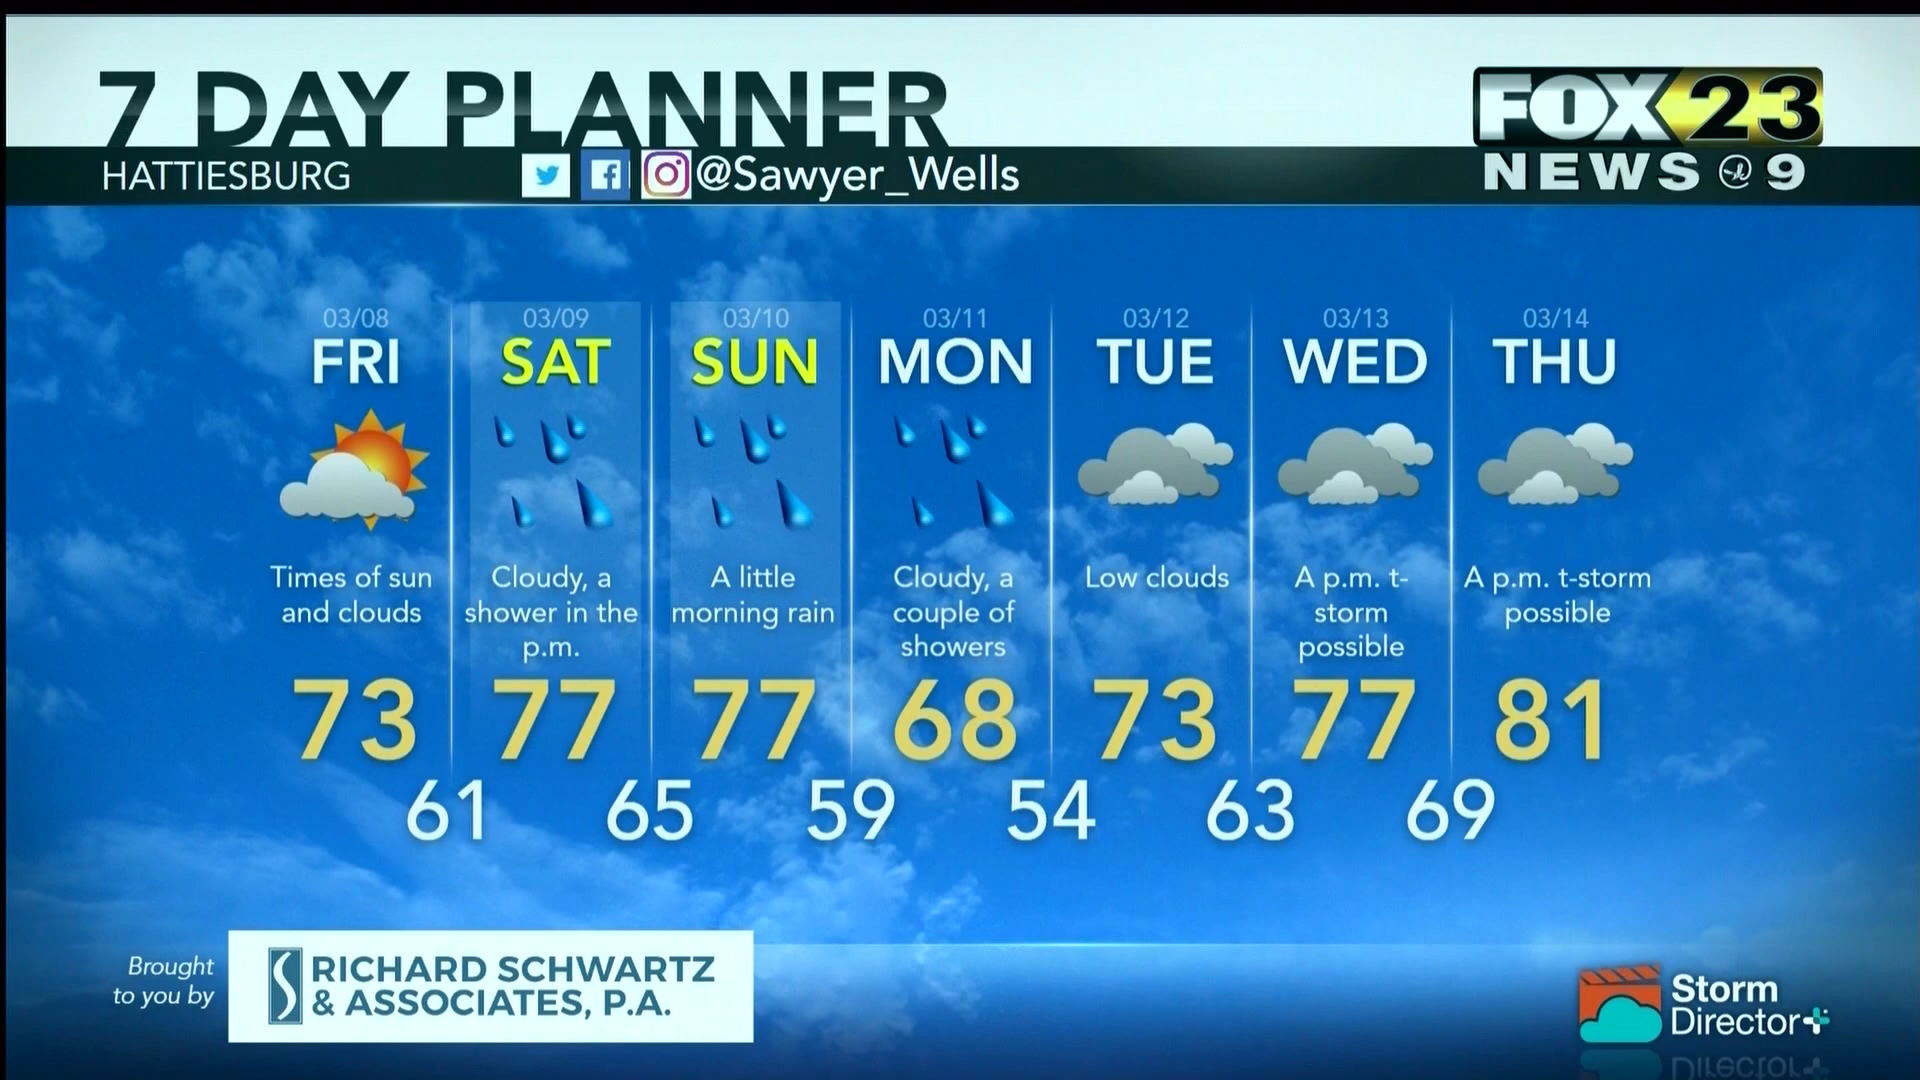 7 DAY PLANNER
HATTIESBURG
@Sawyer_Wells
FOX 23
NEWS @ 9
03/08 03/09 03/10 03/11 03/12 03/13 03/14
FRI SAT SUN MON TUE WED THU
Times of sun
and clouds
Cloudy, a
shower in the
p.m.
A little
morning rain
Cloudy, a
couple of
showers
Low clouds
A p.m. t-
storm
possible
A p.m. t-storm
possible
73 77 77 68 73 77 81
61 65 59 54 63 69
Brought
to you by
RICHARD SCHWARTZ
& ASSOCIATES, P.A.
Storm
Director+